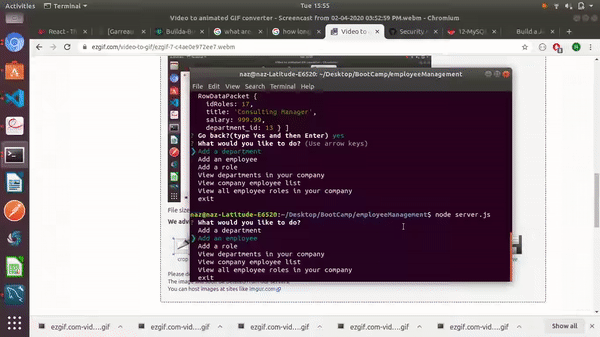 Activities
Terminal ▾
Tue 15:55
Video to animated GIF converter - Screencast from 02-04-2020 03:52:59 PM.webm - Chromium
React - 1
[Garrea
what are
how long
Video to
Security
12-MySQ
Build a
ezgif.com/video-to-gif/ezgif-7-c4ae0e972ee7.webm
naz@naz-Latitude-E6520: ~/Desktop/BootCamp/employeeManagement
File Edit View Search Terminal Help
RowDataPacket {
idRoles: 17,
title: 'Consulting Manager',
salary: 999.99,
department_id: 13 } ]
? Go back?(type Yes and then Enter) yes
? What would you like to do? (Use arrow keys)
❯ Add a department
Add an employee
Add a role
View departments in your company
View company employee list
View all employee roles in your company
exit
naz@naz-Latitude-E6520:~/Desktop/BootCamp/employeeManagement$ node server.js
? What would you like to do?
Add a department
❯ Add an employee
Add a role
View departments in your company
View company employee list
View all employee roles in your company
exit
File size
We adv
crop
Please
You can host images at sites like imgur.com
ezgif.com-vid....gif
ezgif.com-vid....gif
ezgif.com-vid....gif
ezgif.com-vid....gif
ezgif.com-vid....gif
Show all